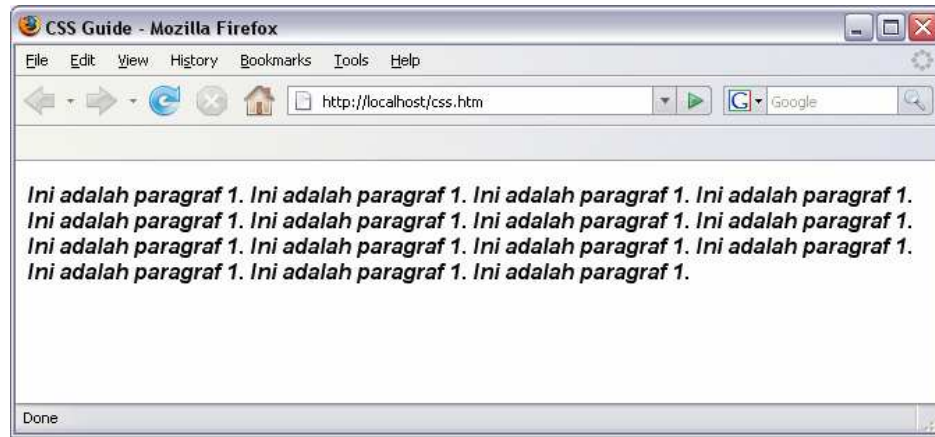 CSS Guide - Mozilla Firefox
File Edit View History Bookmarks Tools Help
http://localhost/css.htm G Google
Ini adalah paragraf 1. Ini adalah paragraf 1. Ini adalah paragraf 1. Ini adalah paragraf 1.
Ini adalah paragraf 1. Ini adalah paragraf 1. Ini adalah paragraf 1. Ini adalah paragraf 1.
Ini adalah paragraf 1. Ini adalah paragraf 1. Ini adalah paragraf 1. Ini adalah paragraf 1.
Ini adalah paragraf 1. Ini adalah paragraf 1. Ini adalah paragraf 1.
Done